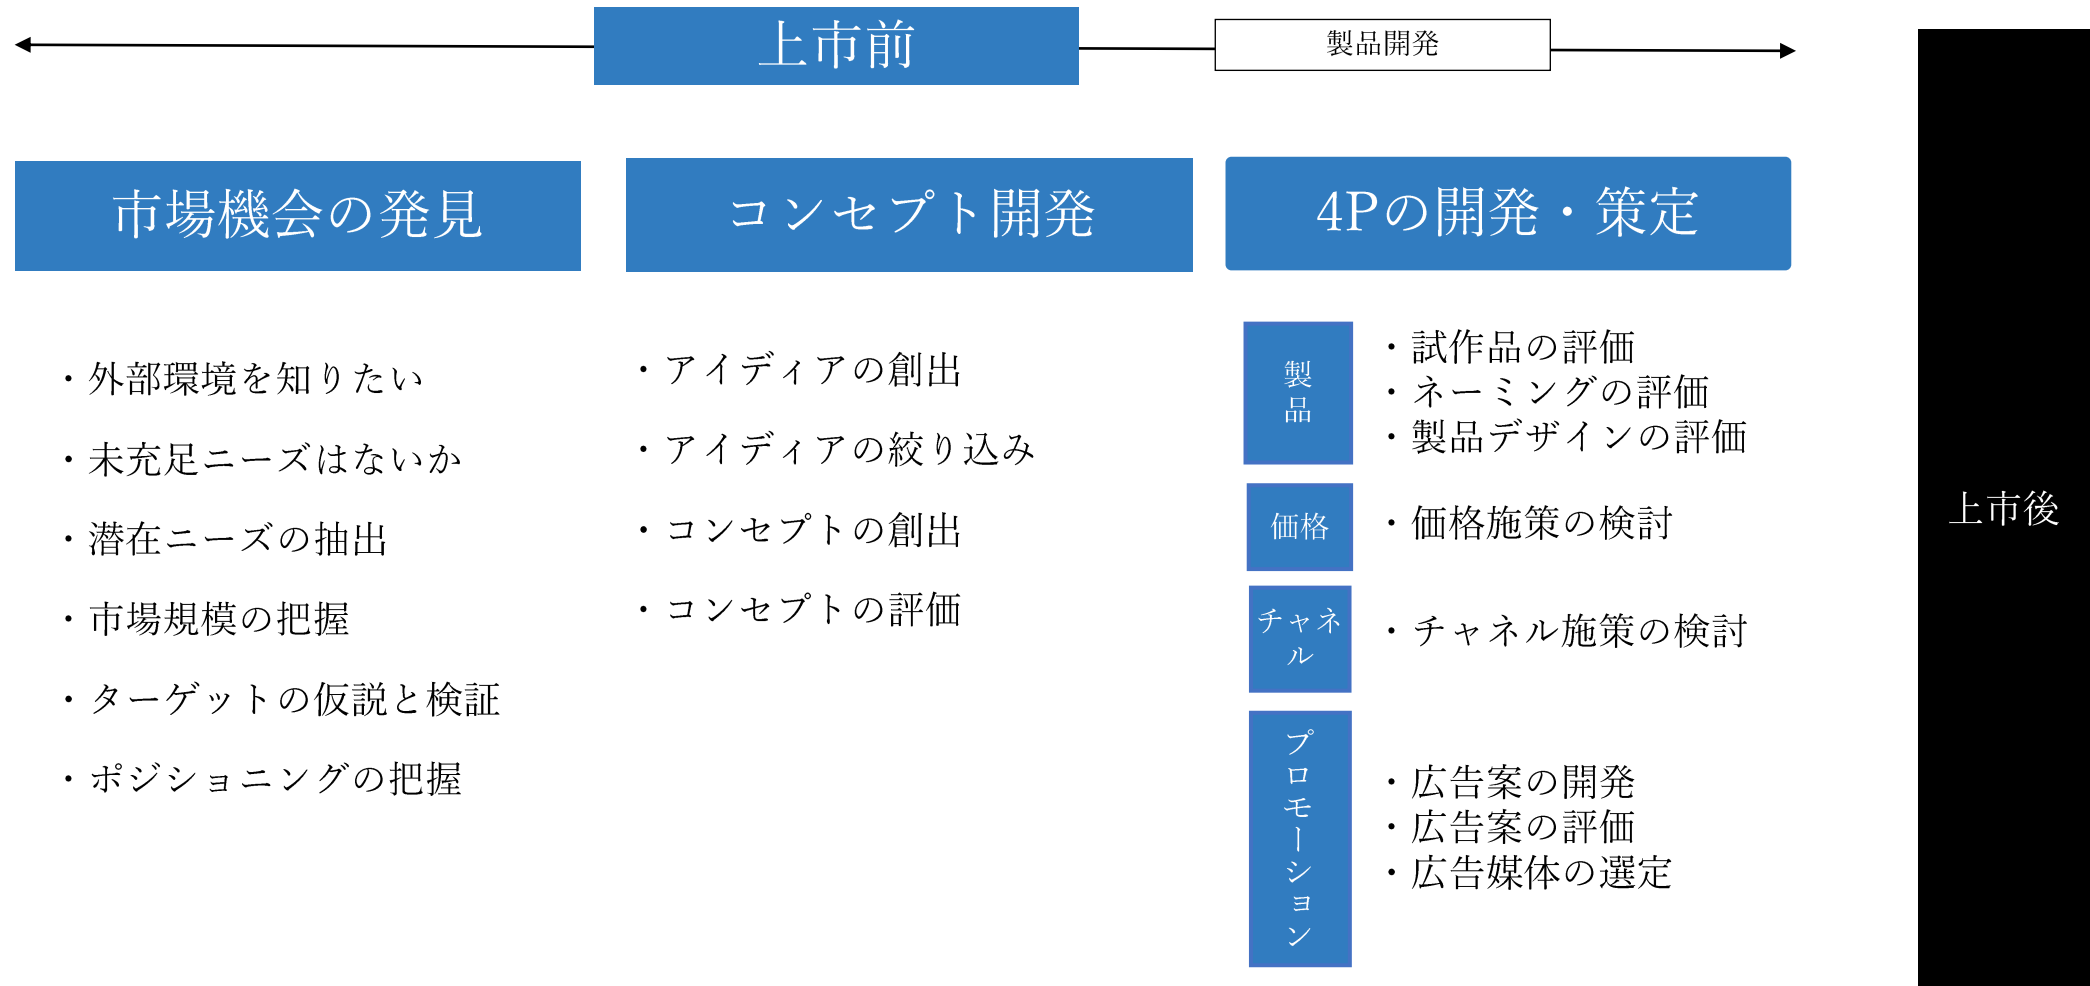 上市前
製品開発
市場機会の発見
・外部環境を知りたい
・未充足ニーズはないか
・潜在ニーズの抽出
・市場規模の把握
・ターゲットの仮説と検証
・ポジショニングの把握
コンセプト開発
・アイディアの創出
・アイディアの絞り込み
・コンセプトの創出
・コンセプトの評価
4Pの開発・策定
製品
・試作品の評価
・ネーミングの評価
・製品デザインの評価
価格
・価格施策の検討
チャネ
ル
・チャネル施策の検討
プロモーション
・広告案の開発
・広告案の評価
・広告媒体の選定
上市後